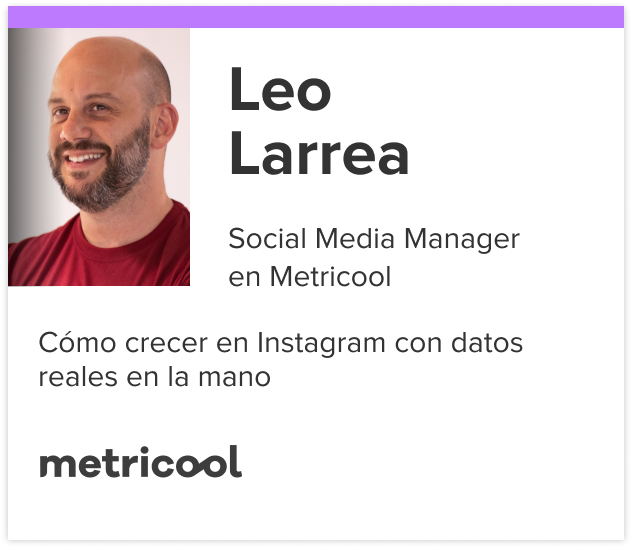 Leo
Larrea
Social Media Manager
en Metricool
Cómo crecer en Instagram con datos
reales en la mano
metricool